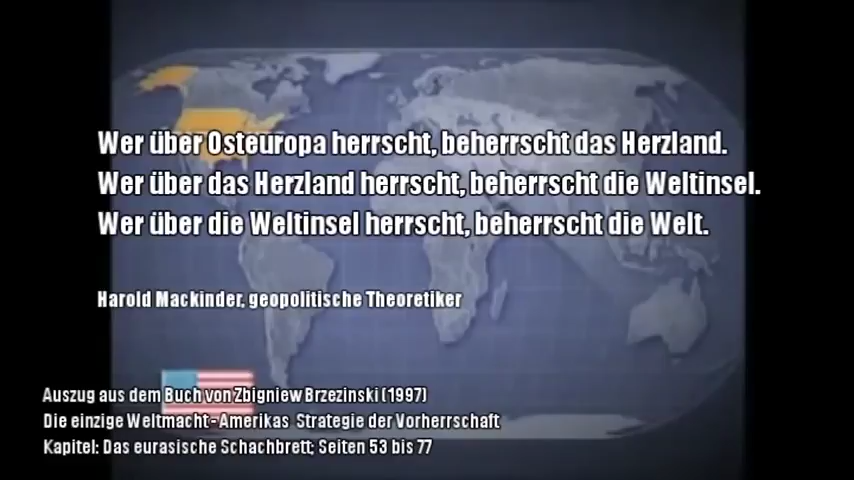 Wer über Osteuropa herrscht, beherrscht das Herzland.
Wer über das Herzland herrscht, beherrscht die Weltinsel.
Wer über die Weltinsel herrscht, beherrscht die Welt.
Harold Mackinder, geopolitische Theoretiker
Auszug aus dem Buch von Zbigniew Brzezinski (1997)
Die einzige Weltmacht - Amerikas Strategie der Vorherrschaft
Kapitel: Das eurasische Schachbrett; Seiten 53 bis 77